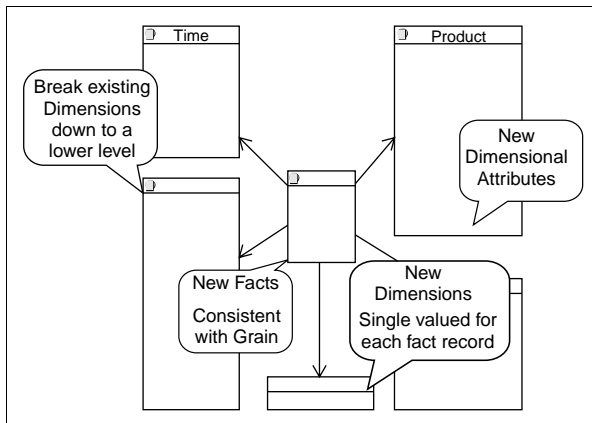 Time
Product
Break existing
Dimensions
down to a
lower level
New
Dimensional
Attributes
New Facts
Consistent
with Grain
New
Dimensions
Single valued for
each fact record